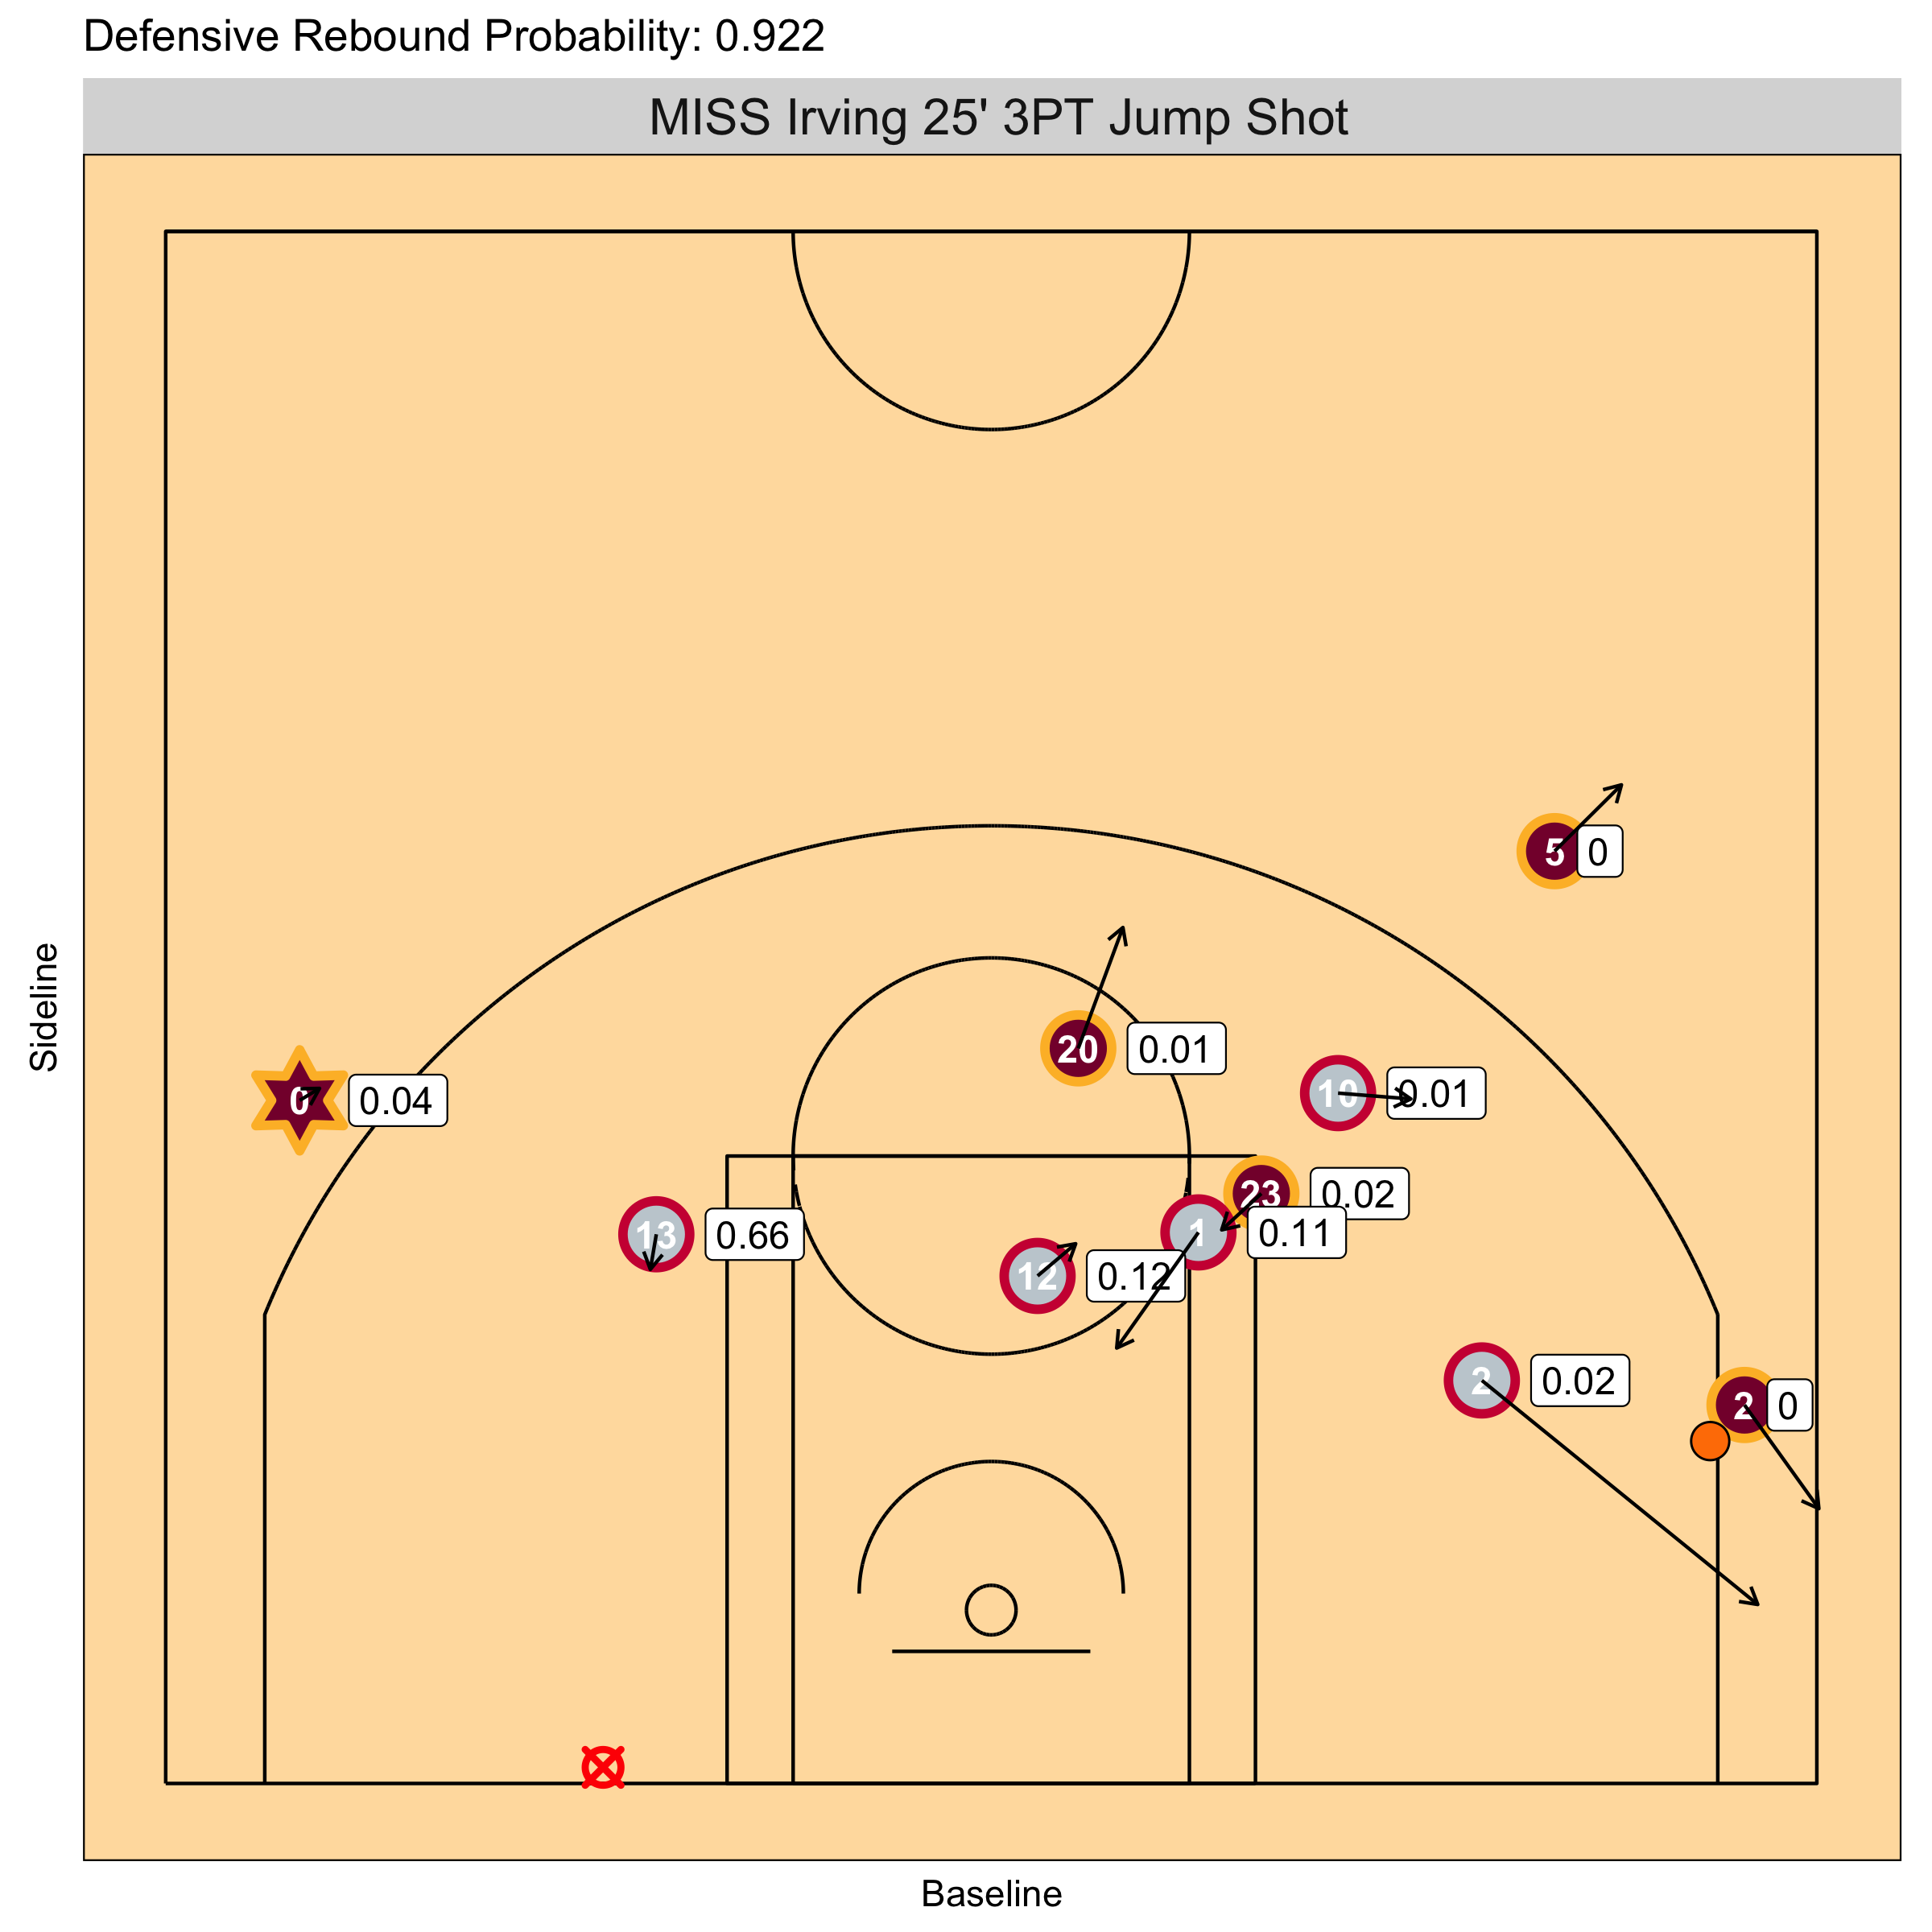 Defensive Rebound Probability: 0.922
MISS Irving 25' 3PT Jump Shot
5 0
20 0.01
10 0.01
0 0.04
23 0.02
13 0.66
1 0.11
12 0.12
2 0.02
2 0
Sideline
Baseline